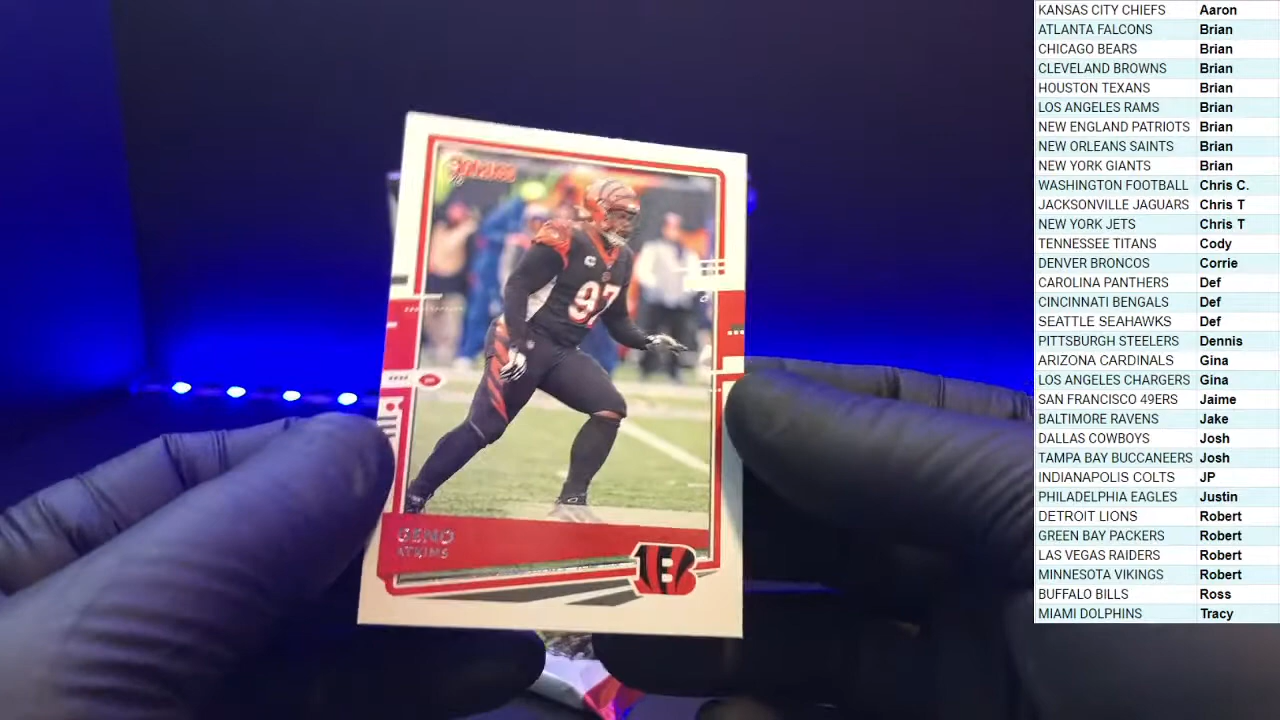 DONRUSS
97
GENO
ATKINS
B
KANSAS CITY CHIEFS Aaron
ATLANTA FALCONS Brian
CHICAGO BEARS Brian
CLEVELAND BROWNS Brian
HOUSTON TEXANS Brian
LOS ANGELES RAMS Brian
NEW ENGLAND PATRIOTS Brian
NEW ORLEANS SAINTS Brian
NEW YORK GIANTS Brian
WASHINGTON FOOTBALL Chris C.
JACKSONVILLE JAGUARS Chris T
NEW YORK JETS Chris T
TENNESSEE TITANS Cody
DENVER BRONCOS Corrie
CAROLINA PANTHERS Def
CINCINNATI BENGALS Def
SEATTLE SEAHAWKS Def
PITTSBURGH STEELERS Dennis
ARIZONA CARDINALS Gina
LOS ANGELES CHARGERS Gina
SAN FRANCISCO 49ERS Jaime
BALTIMORE RAVENS Jake
DALLAS COWBOYS Josh
TAMPA BAY BUCCANEERS Josh
INDIANAPOLIS COLTS JP
PHILADELPHIA EAGLES Justin
DETROIT LIONS Robert
GREEN BAY PACKERS Robert
LAS VEGAS RAIDERS Robert
MINNESOTA VIKINGS Robert
BUFFALO BILLS Ross
MIAMI DOLPHINS Tracy